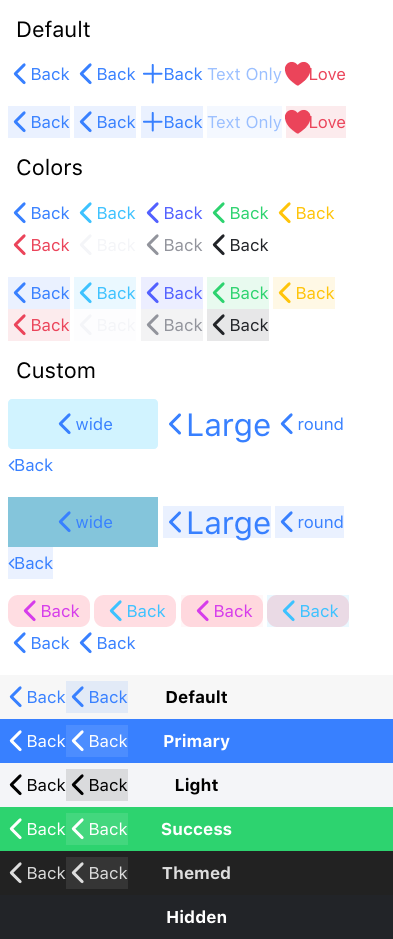 Default
Back Back Back Text Only Love
Back Back Back Text Only Love
Colors
Back Back Back Back Back
Back Back Back Back
Back Back Back Back Back
Back Back Back Back
Custom
wide Large round
Back
wide Large round
Back
Back Back Back Back
Back Back
Back Back Default
Back Back Primary
Back Back Light
Back Back Success
Back Back Themed
Hidden